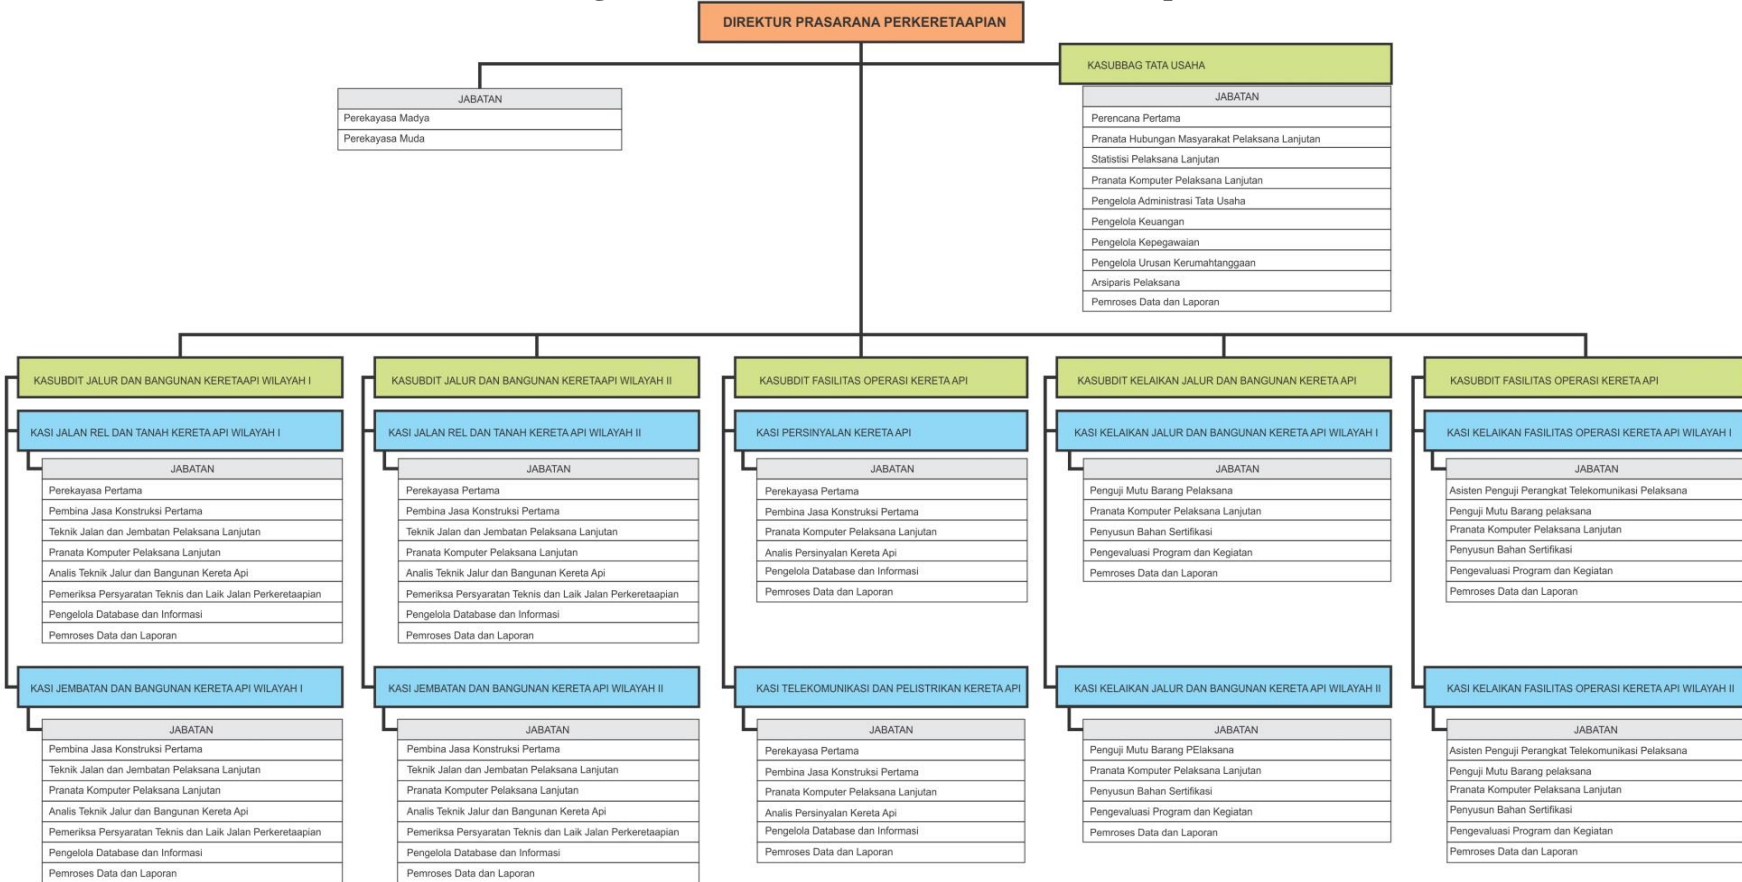 DIREKTUR PRASARANA PERKERETAAPIAN
KASUBBAG TATA USAHA
JABATAN
Perekayasa Madya
Perekayasa Muda
JABATAN
Perencana Pertama
Pranata Hubungan Masyarakat Pelaksana Lanjutan
Statistisi Pelaksana Lanjutan
Pranata Komputer Pelaksana Lanjutan
Pengelola Administrasi Tata Usaha
Pengelola Keuangan
Pengelola Kepegawaian
Pengelola Urusan Kerumahtanggaan
Arsiparis Pelaksana
Pemroses Data dan Laporan
KASUBDIT JALUR DAN BANGUNAN KERETAAPI WILAYAH I
KASI JALAN REL DAN TANAH KERETA API WILAYAH I
JABATAN
Perekayasa Pertama
Pembina Jasa Konstruksi Pertama
Teknik Jalan dan Jembatan Pelaksana Lanjutan
Pranata Komputer Pelaksana Lanjutan
Analis Teknik Jalur dan Bangunan Kereta Api
Pemeriksa Persyaratan Teknis dan Laik Jalan Perkeretaapian
Pengelola Database dan Informasi
Pemroses Data dan Laporan
KASI JEMBATAN DAN BANGUNAN KERETA API WILAYAH I
JABATAN
Pembina Jasa Konstruksi Pertama
Teknik Jalan dan Jembatan Pelaksana Lanjutan
Pranata Komputer Pelaksana Lanjutan
Analis Teknik Jalur dan Bangunan Kereta Api
Pemeriksa Persyaratan Teknis dan Laik Jalan Perkeretaapian
Pengelola Database dan Informasi
Pemroses Data dan Laporan
KASUBDIT JALUR DAN BANGUNAN KERETAAPI WILAYAH II
KASI JALAN REL DAN TANAH KERETA API WILAYAH II
JABATAN
Perekayasa Pertama
Pembina Jasa Konstruksi Pertama
Teknik Jalan dan Jembatan Pelaksana Lanjutan
Pranata Komputer Pelaksana Lanjutan
Analis Teknik Jalur dan Bangunan Kereta Api
Pemeriksa Persyaratan Teknis dan Laik Jalan Perkeretaapian
Pengelola Database dan Informasi
Pemroses Data dan Laporan
KASI JEMBATAN DAN BANGUNAN KERETA API WILAYAH II
JABATAN
Pembina Jasa Konstruksi Pertama
Teknik Jalan dan Jembatan Pelaksana Lanjutan
Pranata Komputer Pelaksana Lanjutan
Analis Teknik Jalur dan Bangunan Kereta Api
Pemeriksa Persyaratan Teknis dan Laik Jalan Perkeretaapian
Pengelola Database dan Informasi
Pemroses Data dan Laporan
KASUBDIT FASILITAS OPERASI KERETA API
KASI PERSINYALAN KERETA API
JABATAN
Perekayasa Pertama
Pembina Jasa Konstruksi Pertama
Pranata Komputer Pelaksana Lanjutan
Analis Persinyalan Kereta Api
Pengelola Database dan Informasi
Pemroses Data dan Laporan
KASI TELEKOMUNIKASI DAN PELISTRIKAN KERETA API
JABATAN
Perekayasa Pertama
Pembina Jasa Konstruksi Pertama
Pranata Komputer Pelaksana Lanjutan
Analis Persinyalan Kereta Api
Pengelola Database dan Informasi
Pemroses Data dan Laporan
KASUBDIT KELAIKAN JALUR DAN BANGUNAN KERETA API
KASI KELAIKAN JALUR DAN BANGUNAN KERETA API WILAYAH I
JABATAN
Penguji Mutu Barang Pelaksana
Pranata Komputer Pelaksana Lanjutan
Penyusun Bahan Sertifikasi
Pengevaluasi Program dan Kegiatan
Pemroses Data dan Laporan
KASI KELAIKAN JALUR DAN BANGUNAN KERETA API WILAYAH II
JABATAN
Penguji Mutu Barang PElaksana
Pranata Komputer Pelaksana Lanjutan
Penyusun Bahan Sertifikasi
Pengevaluasi Program dan Kegiatan
Pemroses Data dan Laporan
KASUBDIT FASILITAS OPERASI KERETA API
KASI KELAIKAN FASILITAS OPERASI KERETA API WILAYAH I
JABATAN
Asisten Penguji Perangkat Telekomunikasi Pelaksana
Penguji Mutu Barang pelaksana
Pranata Komputer Pelaksana Lanjutan
Penyusun Bahan Sertifikasi
Pengevaluasi Program dan Kegiatan
Pemroses Data dan Laporan
KASI KELAIKAN FASILITAS OPERASI KERETA API WILAYAH II
JABATAN
Asisten Penguji Perangkat Telekomunikasi Pelaksana
Penguji Mutu Barang pelaksana
Pranata Komputer Pelaksana Lanjutan
Penyusun Bahan Sertifikasi
Pengevaluasi Program dan Kegiatan
Pemroses Data dan Laporan